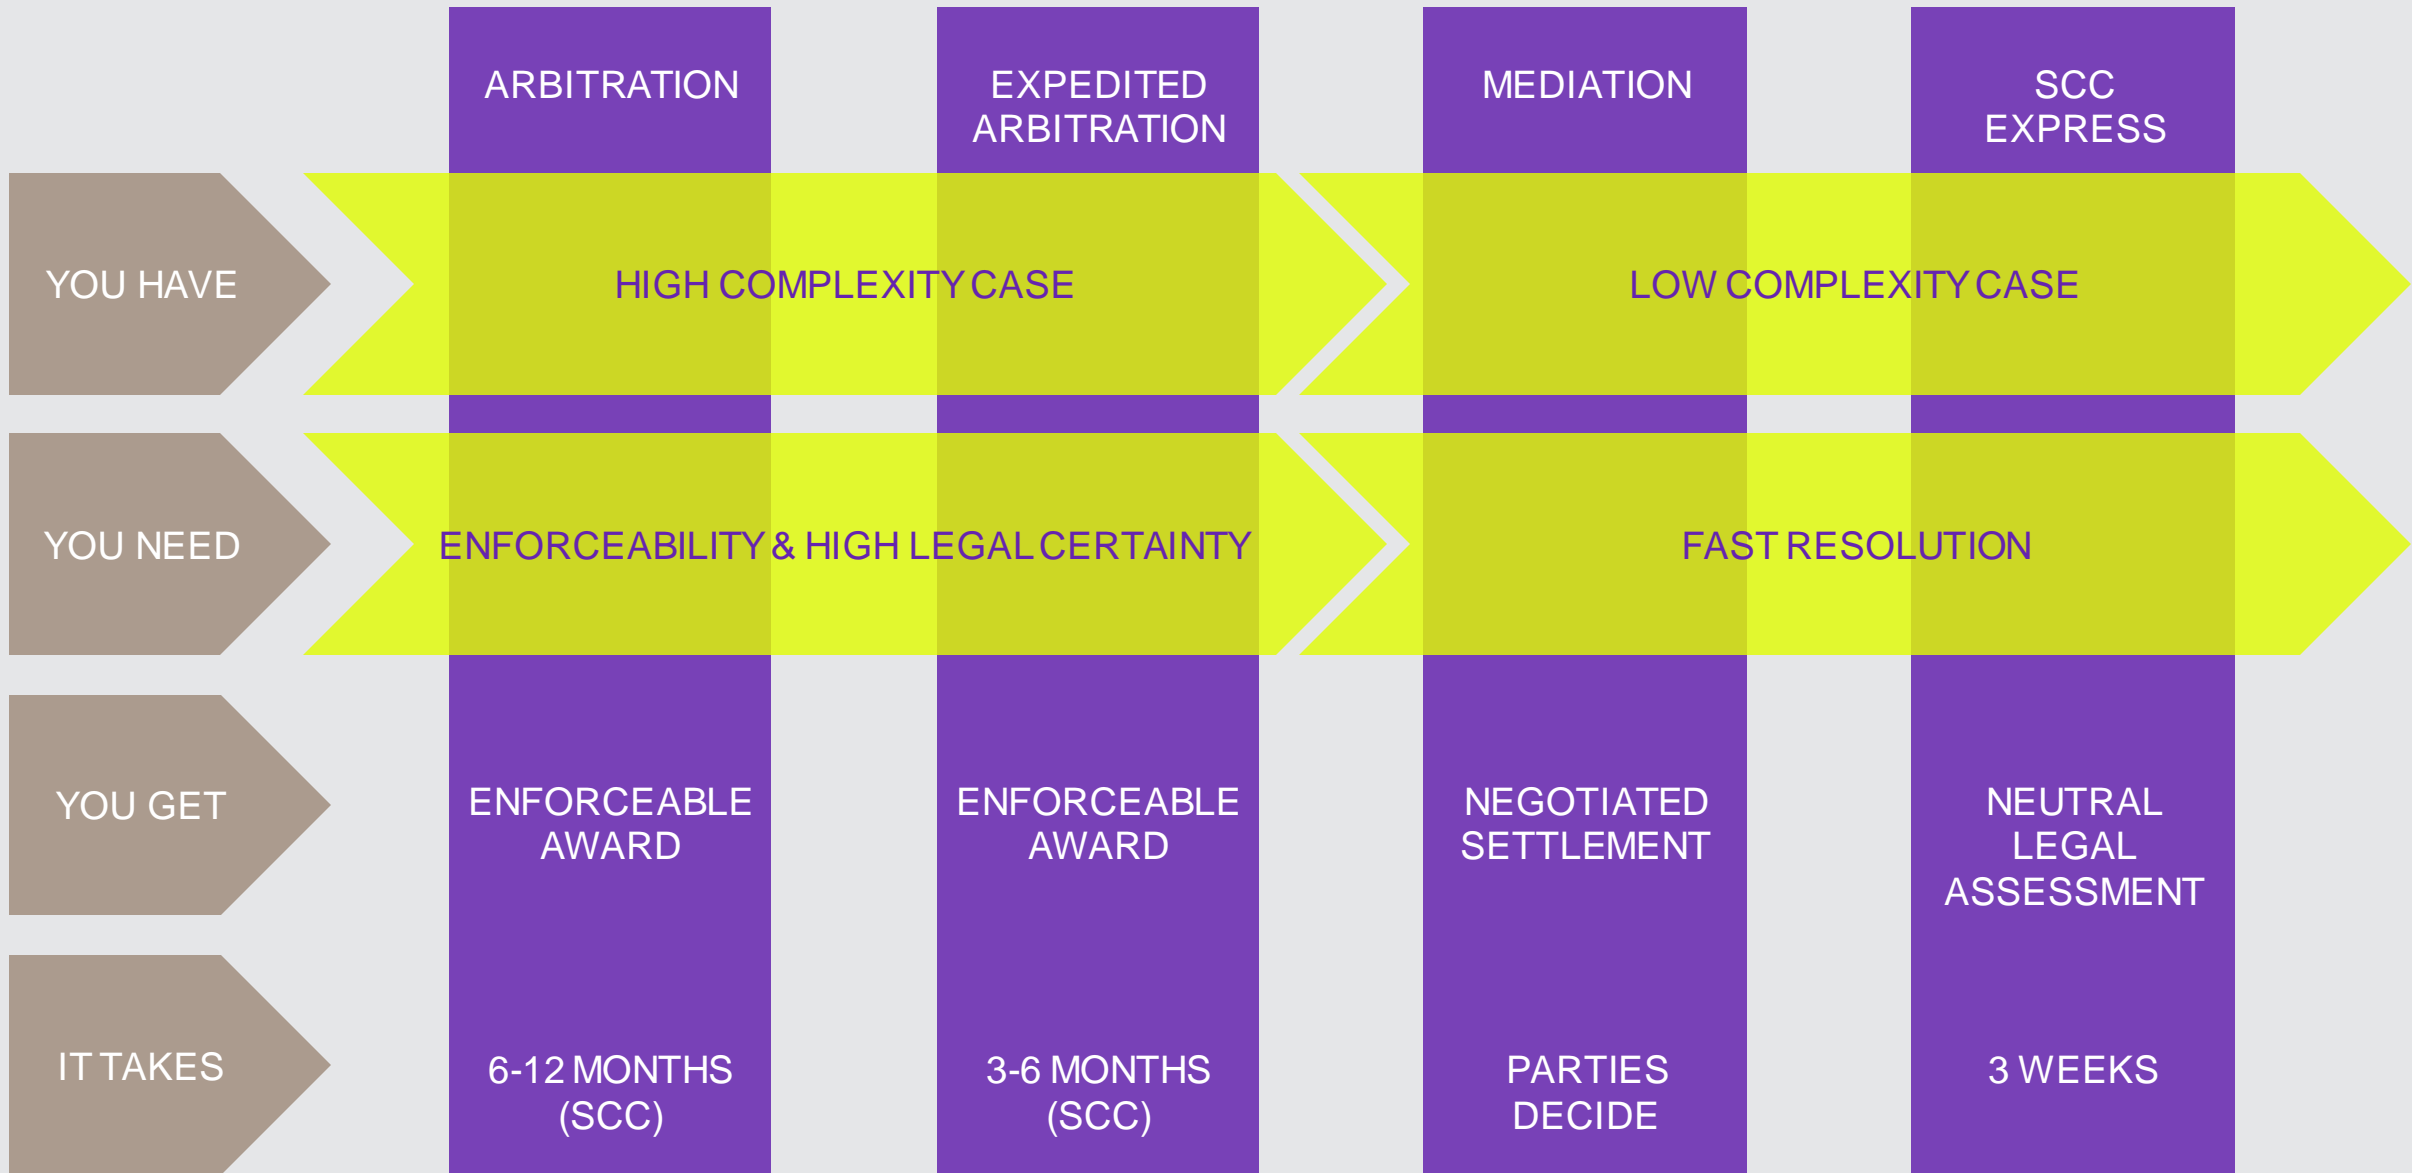 ARBITRATION
EXPEDITED
ARBITRATION
MEDIATION
SCC
EXPRESS
YOU HAVE
HIGH COMPLEXITY CASE
LOW COMPLEXITY CASE
YOU NEED
ENFORCEABILITY & HIGH LEGAL CERTAINTY
FAST RESOLUTION
YOU GET
ENFORCEABLE
AWARD
ENFORCEABLE
AWARD
NEGOTIATED
SETTLEMENT
NEUTRAL
LEGAL
ASSESSMENT
IT TAKES
6-12 MONTHS
(SCC)
3-6 MONTHS
(SCC)
PARTIES
DECIDE
3 WEEKS